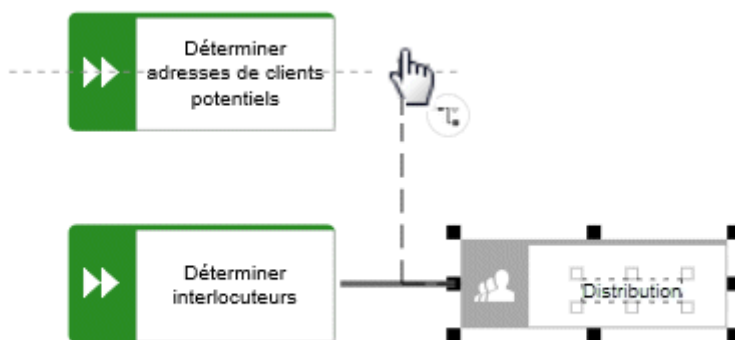 Déterminer
adresses de clients
potentiels
Déterminer
interlocuteurs
Distribution